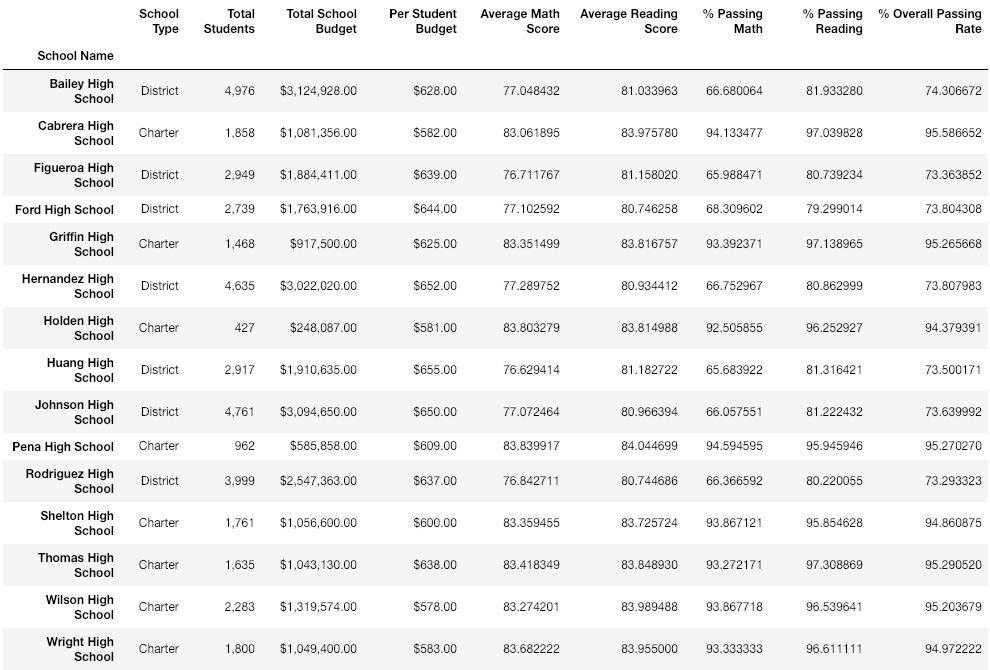 School Type Total Students Total School Budget Per Student Budget Average Math Score Average Reading Score % Passing Math % Passing Reading % Overall Passing Rate
School Name
Bailey High School District 4,976 $3,124,928.00 $628.00 77.048432 81.033963 66.680064 81.933280 74.306672
Cabrera High School Charter 1,858 $1,081,356.00 $582.00 83.061895 83.975780 94.133477 97.039828 95.586652
Figueroa High School District 2,949 $1,884,411.00 $639.00 76.711767 81.158020 65.988471 80.739234 73.363852
Ford High School District 2,739 $1,763,916.00 $644.00 77.102592 80.746258 68.309602 79.299014 73.804308
Griffin High School Charter 1,468 $917,500.00 $625.00 83.351499 83.816757 93.392371 97.138965 95.265668
Hernandez High School District 4,635 $3,022,020.00 $652.00 77.289752 80.934412 66.752967 80.862999 73.807983
Holden High School Charter 427 $248,087.00 $581.00 83.803279 83.814988 92.505855 96.252927 94.379391
Huang High School District 2,917 $1,910,635.00 $655.00 76.629414 81.182722 65.683922 81.316421 73.500171
Johnson High School District 4,761 $3,094,650.00 $650.00 77.072464 80.966394 66.057551 81.222432 73.639992
Pena High School Charter 962 $585,858.00 $609.00 83.839917 84.044699 94.594595 95.945946 95.270270
Rodriguez High School District 3,999 $2,547,363.00 $637.00 76.842711 80.744686 66.366592 80.220055 73.293323
Shelton High School Charter 1,761 $1,056,600.00 $600.00 83.359455 83.725724 93.867121 95.854628 94.860875
Thomas High School Charter 1,635 $1,043,130.00 $638.00 83.418349 83.848930 93.272171 97.308869 95.290520
Wilson High School Charter 2,283 $1,319,574.00 $578.00 83.274201 83.989488 93.867718 96.539641 95.203679
Wright High School Charter 1,800 $1,049,400.00 $583.00 83.682222 83.955000 93.333333 96.611111 94.972222